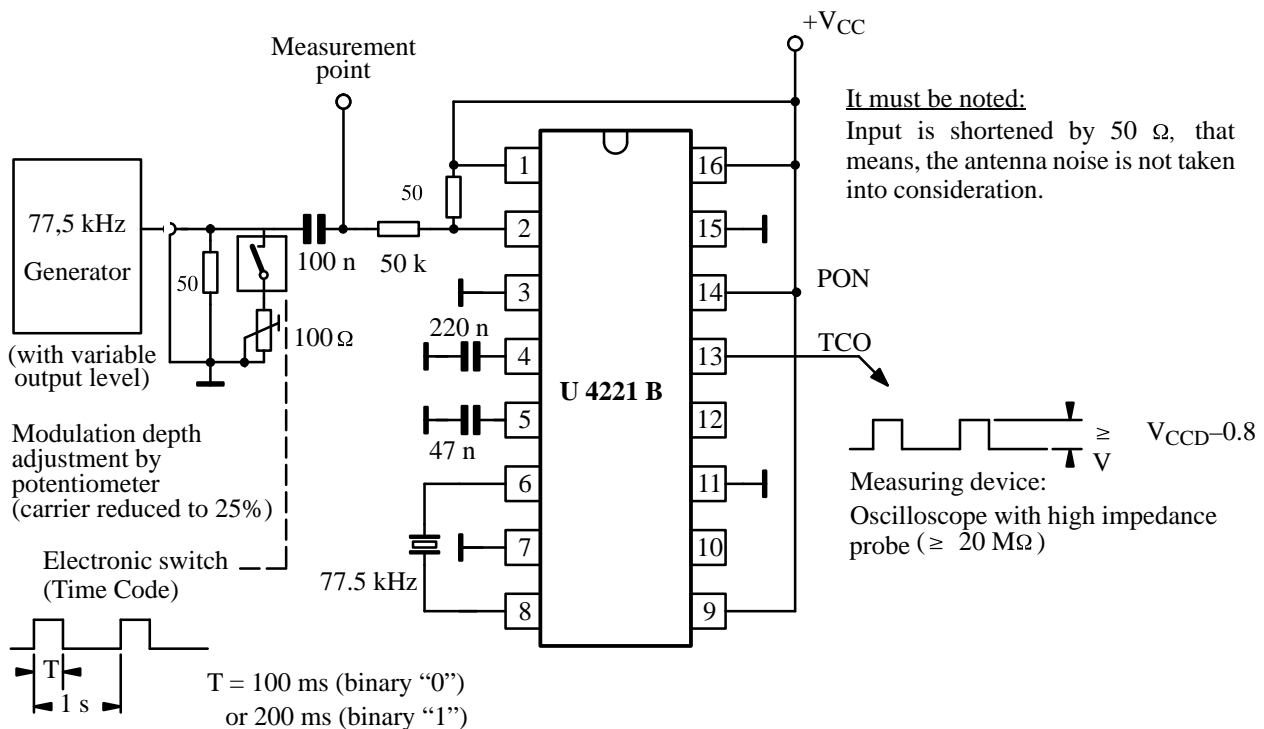 +VCC
Measurement
point
It must be noted:
Input is shortened by 50 Ω, that
means, the antenna noise is not taken
into consideration.
77,5 kHz
Generator
50
100 Ω
100 n
50 k
50
(with variable
output level)
Modulation depth
adjustment by
potentiometer
(carrier reduced to 25%)
Electronic switch
(Time Code)
T
1 s
T = 100 ms (binary “0”)
or 200 ms (binary “1”)
220 n
47 n
77.5 kHz
1
2
3
4
5
6
7
8
U 4221 B
16
15
14
13
12
11
10
9
PON
TCO
≥ VCCD–0.8
V
Measuring device:
Oscilloscope with high impedance
probe (≥ 20 MΩ)